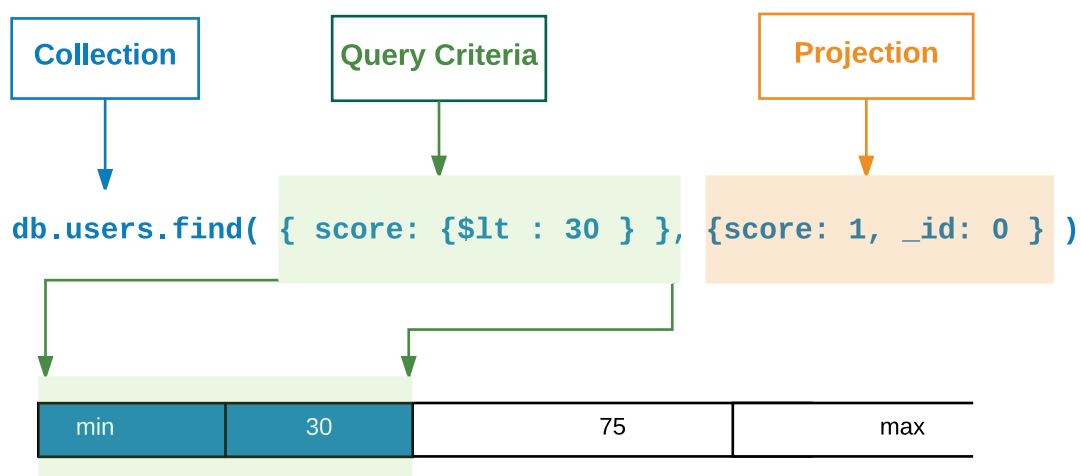 Collection Query Criteria Projection
db.users.find( { score: {$lt : 30 } }, {score: 1, _id: 0 } )
min 30 75 max